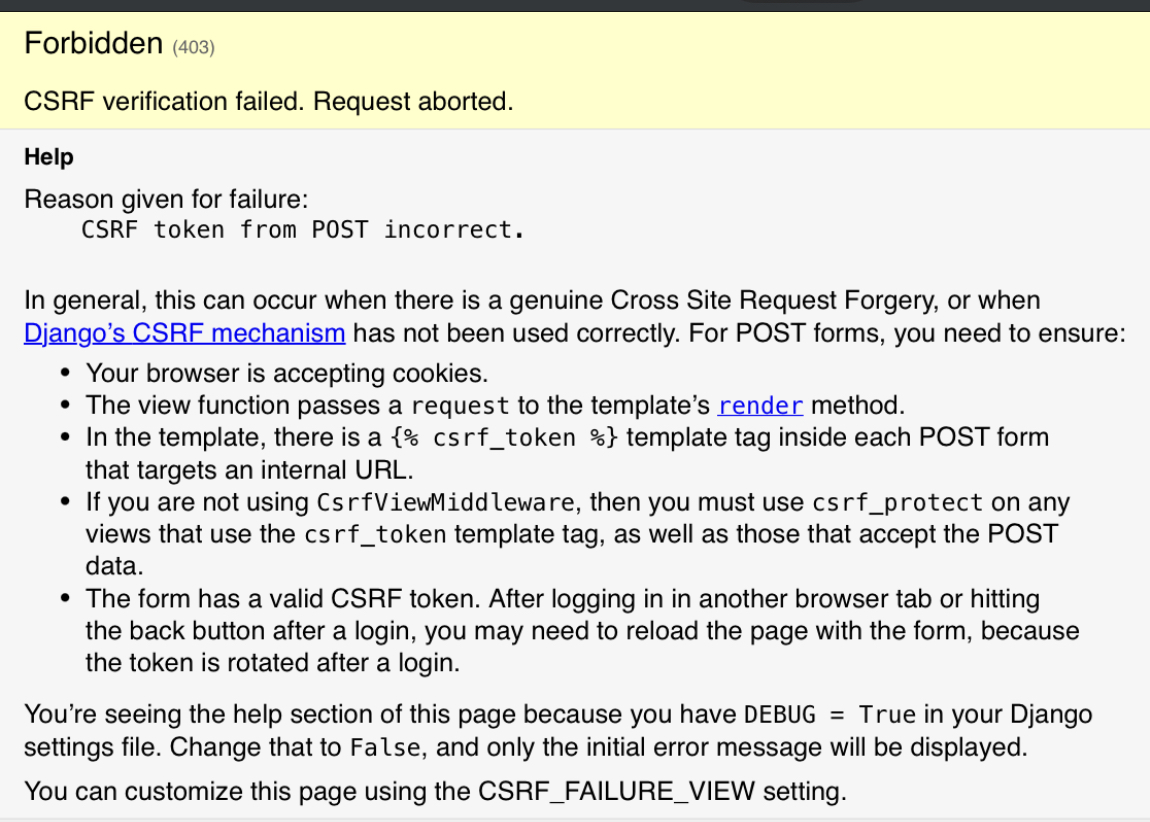 Forbidden (403)
CSRF verification failed. Request aborted.
Help
Reason given for failure:
CSRF token from POST incorrect.
In general, this can occur when there is a genuine Cross Site Request Forgery, or when
Django’s CSRF mechanism has not been used correctly. For POST forms, you need to ensure:
• Your browser is accepting cookies.
• The view function passes a request to the template’s render method.
• In the template, there is a {% csrf_token %} template tag inside each POST form
that targets an internal URL.
• If you are not using CsrfViewMiddleware, then you must use csrf_protect on any
views that use the csrf_token template tag, as well as those that accept the POST
data.
• The form has a valid CSRF token. After logging in in another browser tab or hitting
the back button after a login, you may need to reload the page with the form, because
the token is rotated after a login.
You’re seeing the help section of this page because you have DEBUG = True in your Django
settings file. Change that to False, and only the initial error message will be displayed.
You can customize this page using the CSRF_FAILURE_VIEW setting.